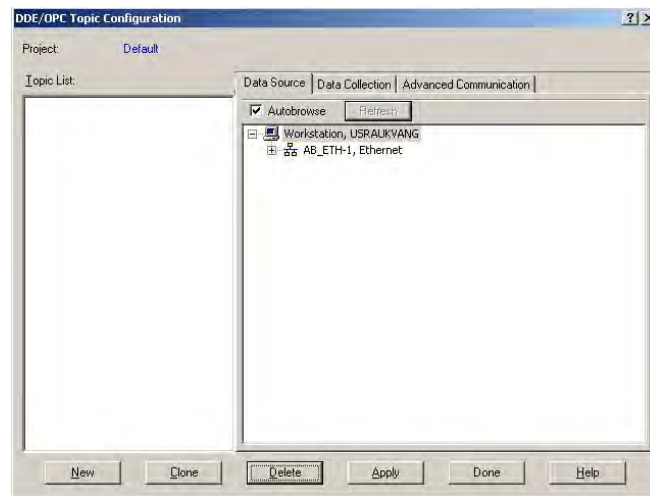 DDE/OPC Topic Configuration
Project: Default
Topic List:
Data Source
Data Collection
Advanced Communication
Autobrowse
Refresh
Workstation, USRAUKVANG
AB_ETH-1, Ethernet
New
Clone
Delete
Apply
Done
Help